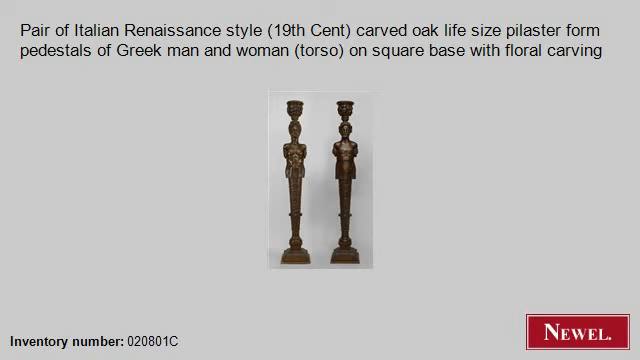 Pair of Italian Renaissance style (19th Cent) carved oak life size pilaster form
pedestals of Greek man and woman (torso) on square base with floral carving
Inventory number: 020801C
NEWEL.